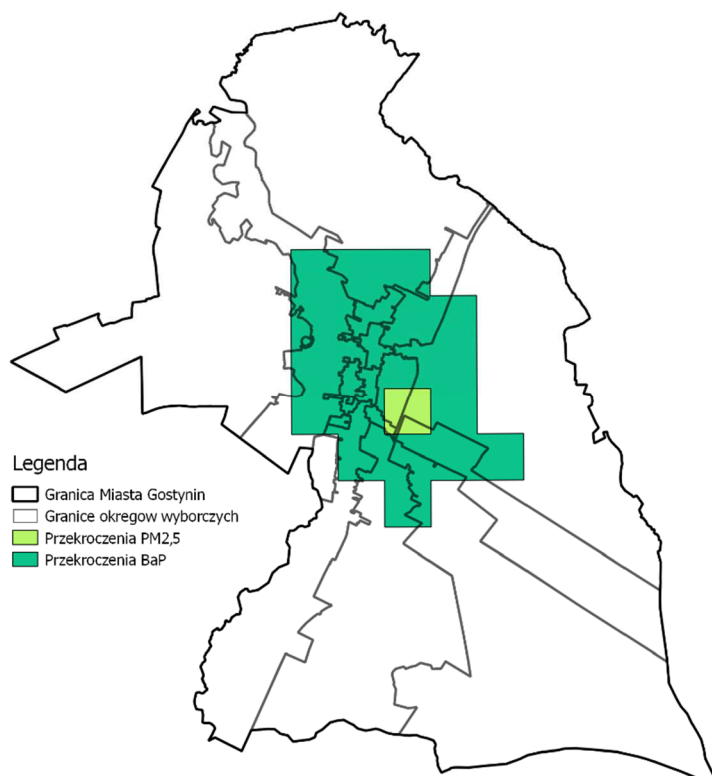 Legenda
Granica Miasta Gostynin
Granice okregow wyborczych
Przekroczenia PM2,5
Przekroczenia BaP